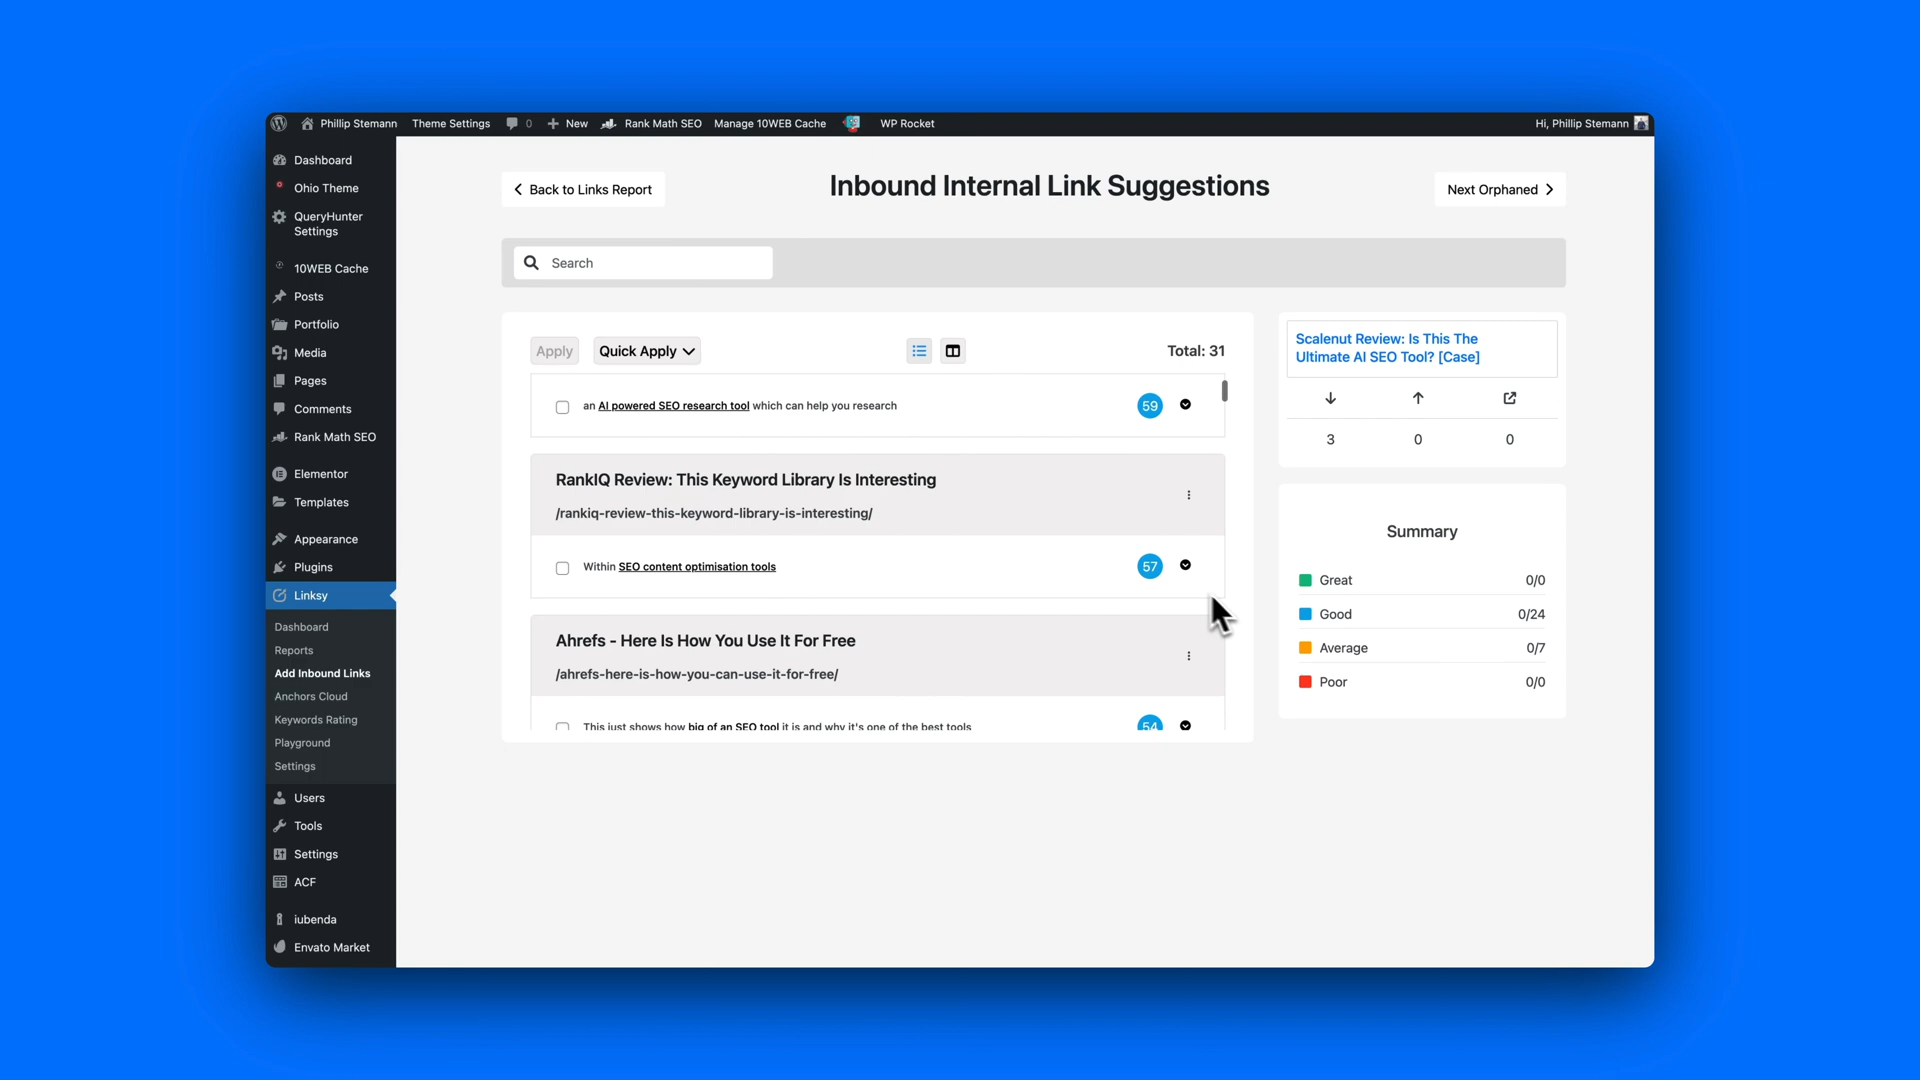 Phillip Stemann Theme Settings 0 New Rank Math SEO Manage 10WEB Cache WP Rocket Hi, Phillip Stemann
Dashboard
Ohio Theme
QueryHunter
Settings
10WEB Cache
Posts
Portfolio
Media
Pages
Comments
Rank Math SEO
Elementor
Templates
Appearance
Plugins
Linksy
Dashboard
Reports
Add Inbound Links
Anchors Cloud
Keywords Rating
Playground
Settings
Users
Tools
Settings
ACF
iubenda
Envato Market
Back to Links Report
Inbound Internal Link Suggestions
Next Orphaned
Search
Apply
Quick Apply
Total: 31
an AI powered SEO research tool which can help you research
59
RankIQ Review: This Keyword Library Is Interesting
/rankiq-review-this-keyword-library-is-interesting/
Within SEO content optimisation tools
57
Ahrefs - Here Is How You Use It For Free
/ahrefs-here-is-how-you-can-use-it-for-free/
This just shows how big of an SEO tool it is and why it's one of the best tools
54
Scalenut Review: Is This The
Ultimate AI SEO Tool? [Case]
3 0 0
Summary
Great 0/0
Good 0/24
Average 0/7
Poor 0/0